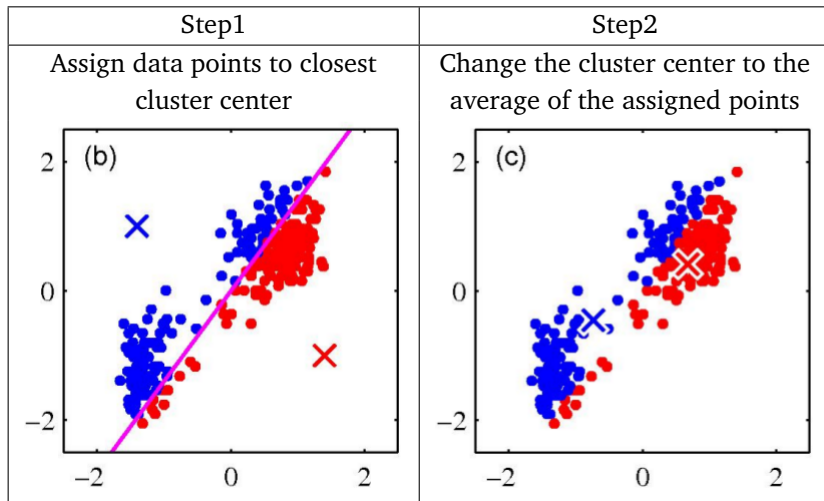 Step1
Step2
Assign data points to closest
cluster center
Change the cluster center to the
average of the assigned points
(b)
2
0
−2
−2
0
2
(c)
2
0
−2
−2
0
2